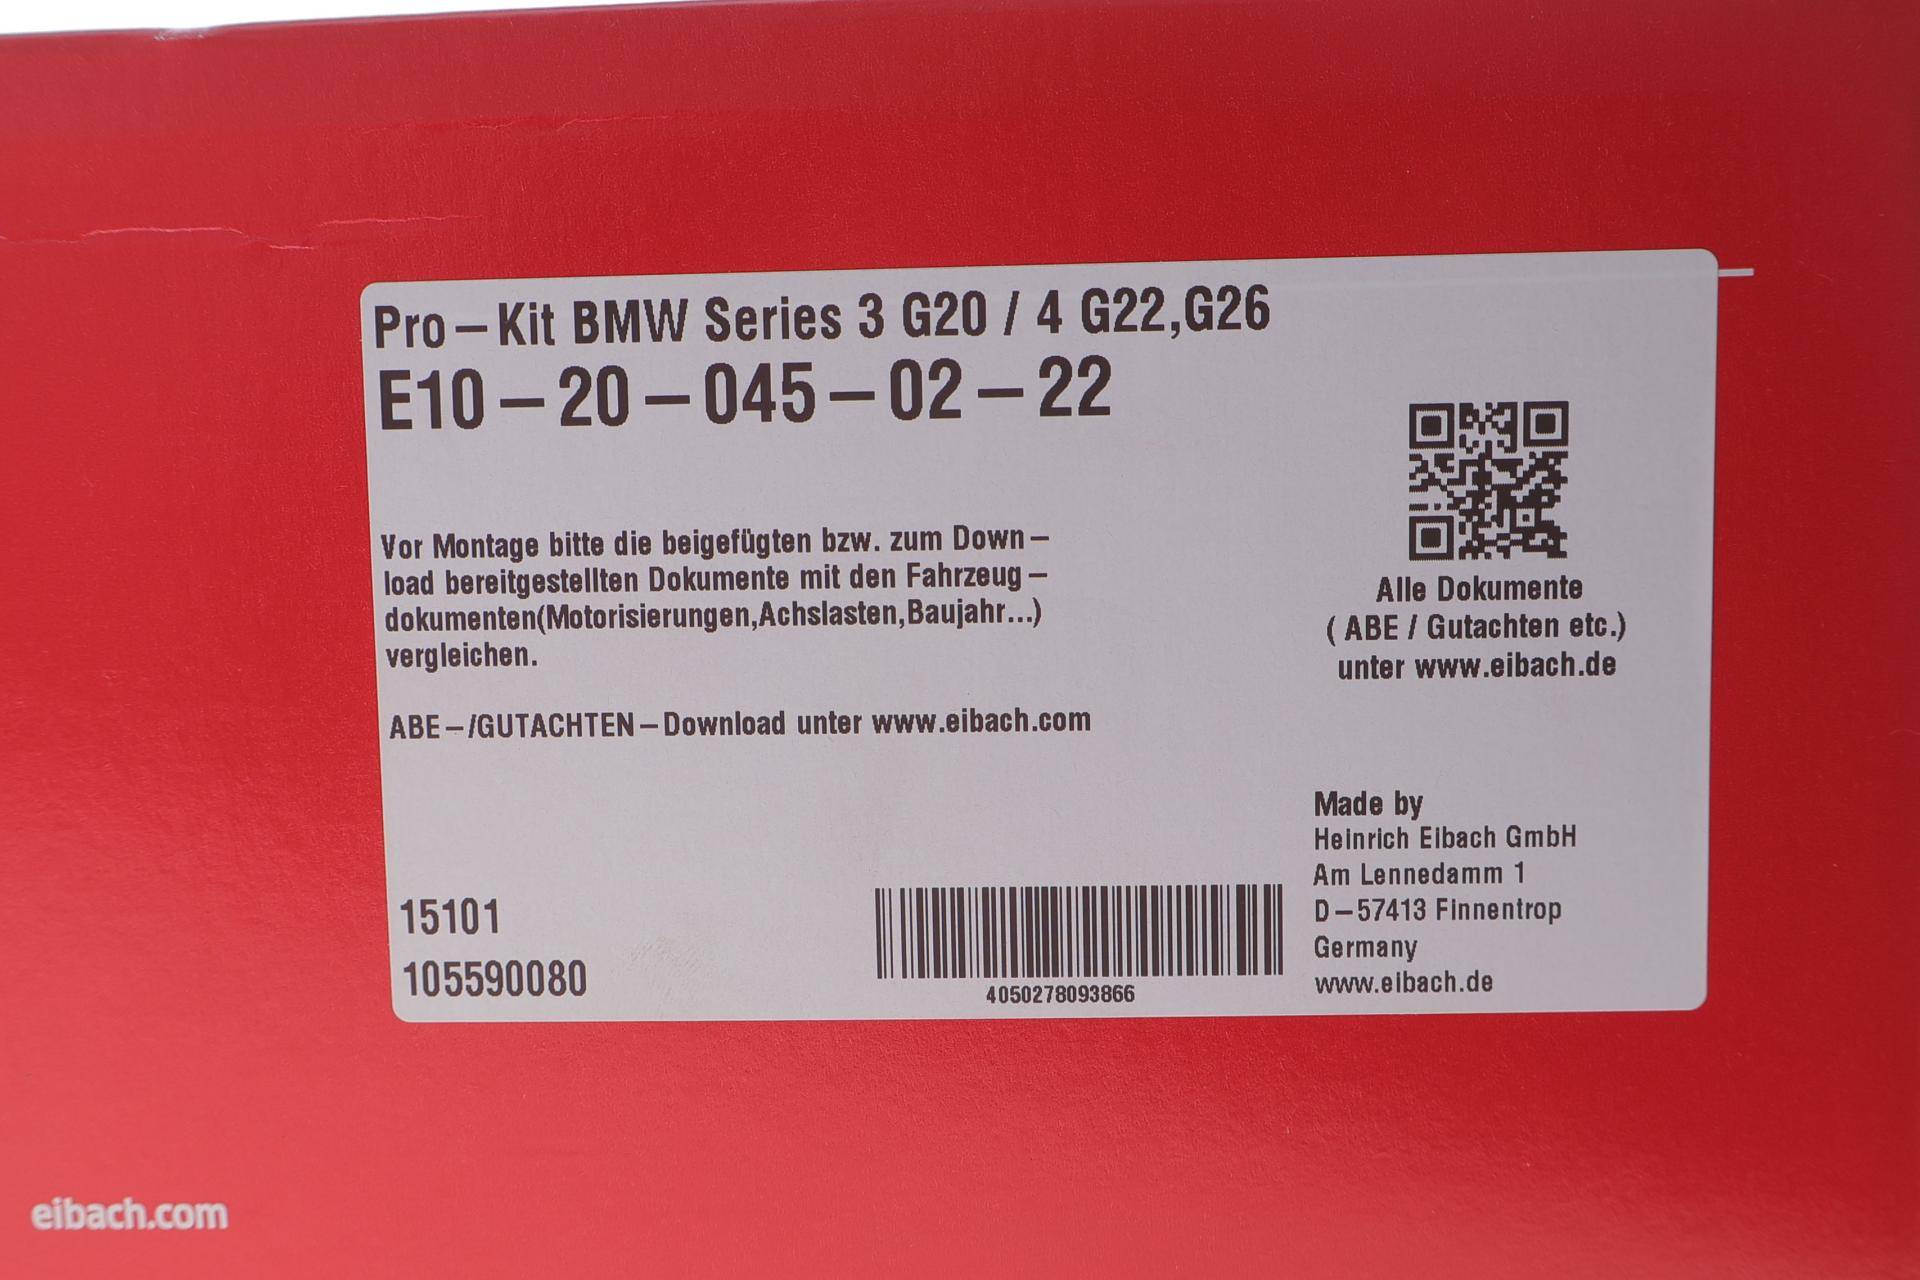 Pro-Kit BMW Series 3 G20 / 4 G22,G26
E10-20-045-02-22
Vor Montage bitte die beigefügten bzw. zum Down-
load bereitgestellten Dokumente mit den Fahrzeug-
dokumenten(Motorisierungen,Achslasten,Baujahr...)
vergleichen.
ABE-/GUTACHTEN-Download unter www.eibach.com
Alle Dokumente
( ABE / Gutachten etc.)
unter www.eibach.de
Made by
Heinrich Eibach GmbH
Am Lennedamm 1
D-57413 Finnentrop
Germany
www.eibach.de
15101
105590080
4050278093866
eibach.com